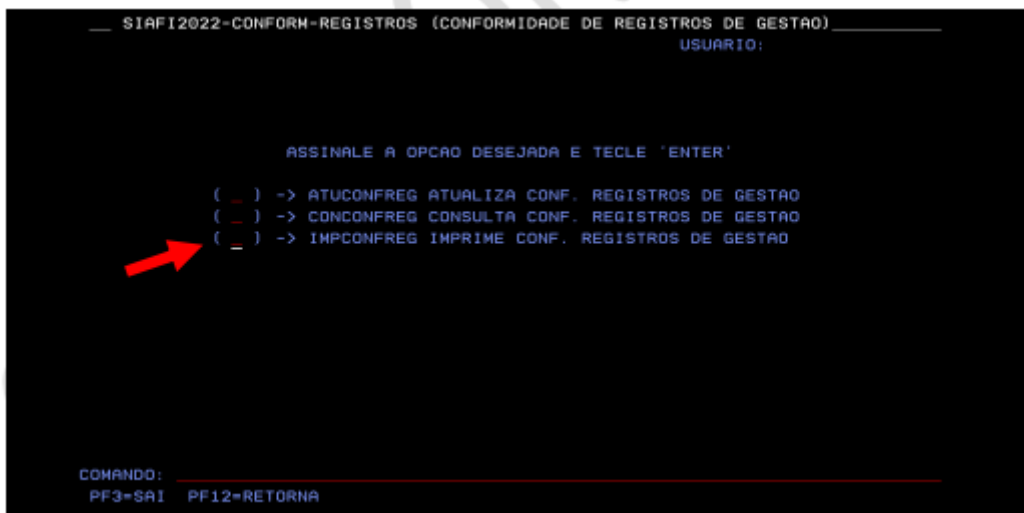 __ SIAFI2022-CONFORM-REGISTROS (CONFORMIDADE DE REGISTROS DE GESTAO)__________
USUARIO:
ASSINALE A OPCAO DESEJADA E TECLE 'ENTER'
( _ ) -> ATUCONFREG ATUALIZA CONF. REGISTROS DE GESTAO
( _ ) -> CONCONFREG CONSULTA CONF. REGISTROS DE GESTAO
( _ ) -> IMPCONFREG IMPRIME CONF. REGISTROS DE GESTAO
COMANDO:
PF3=SAI PF12=RETORNA